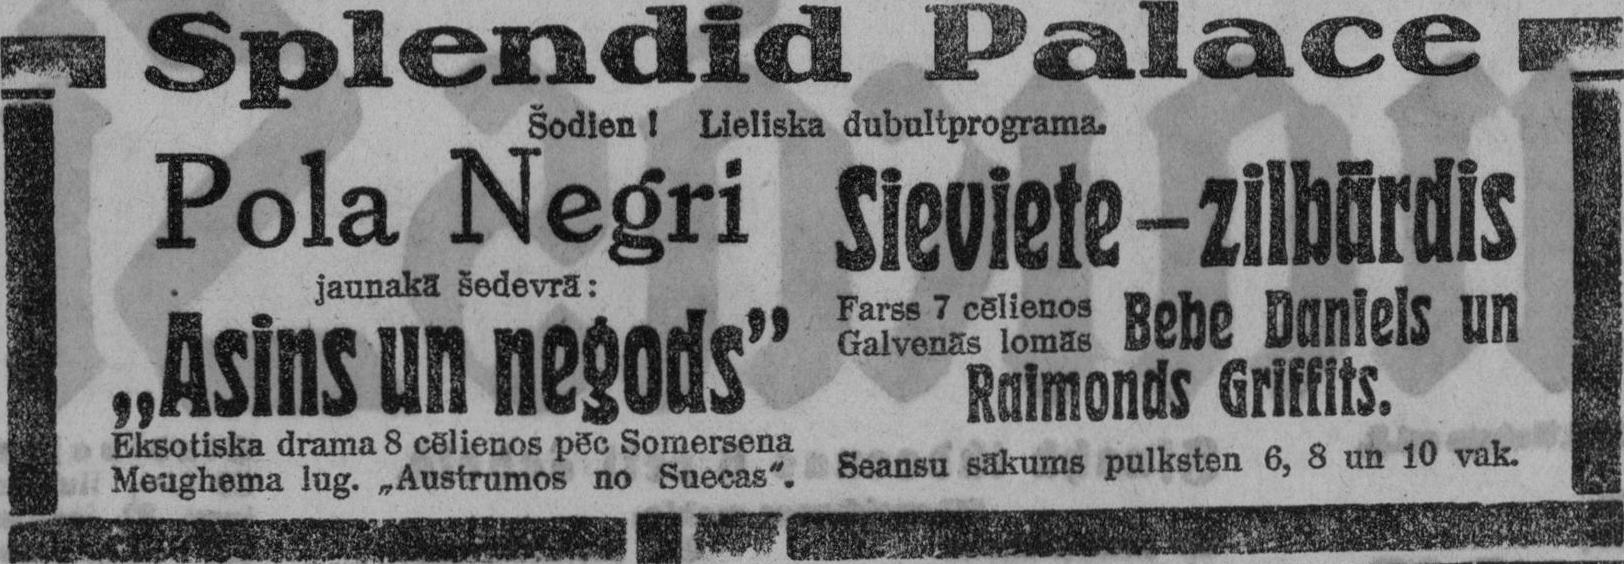 Splendid Palace
Šodien! Lieliska dubultprograma.
Pola Negri
jaunakā šedevrā:
„Asins un negods”
Eksotiska drama 8 cēlienos pēc Somersena
Meughema lug. „Austrumos no Suecas“.
Sieviete—zilbārdis
Farss 7 cēlienos
Galvenās lomās Bebe Daniels un
Raimonds Griffits.
Seansu sākums pulksten 6, 8 un 10 vak.